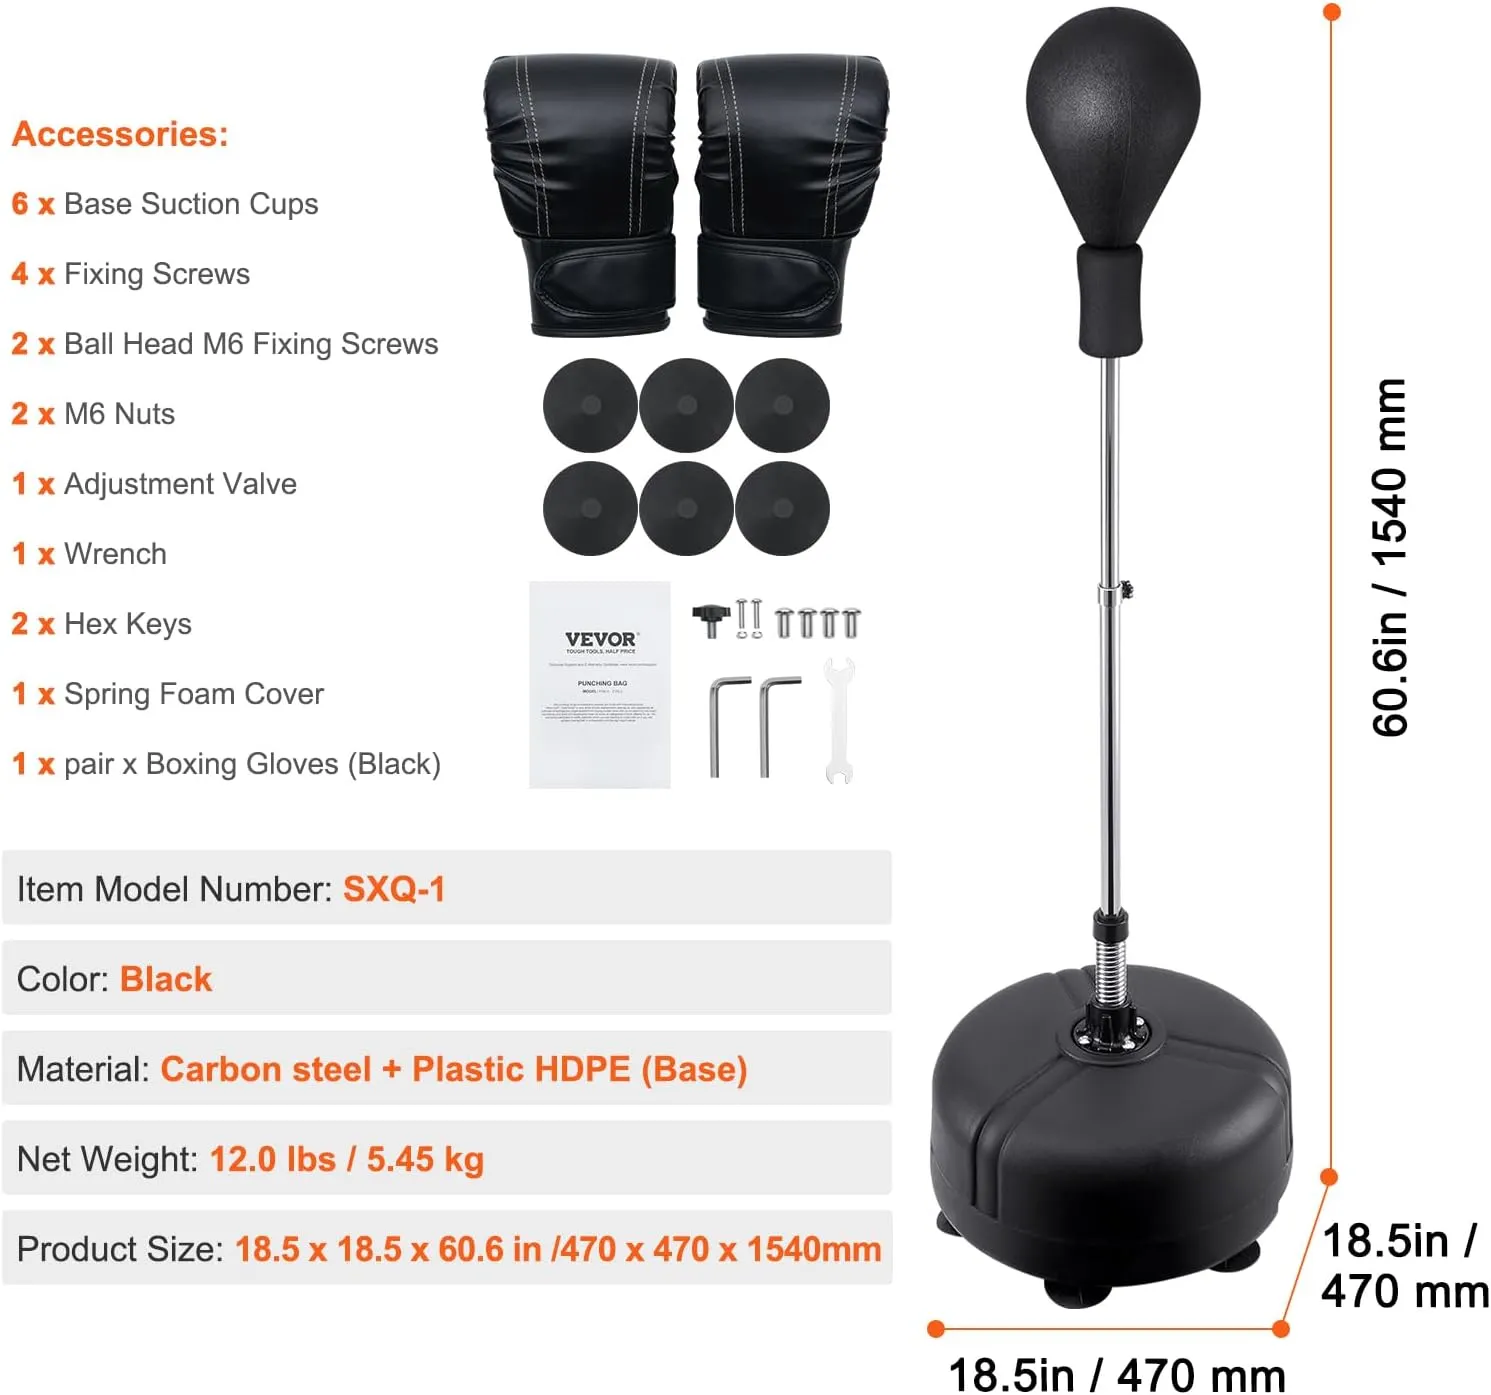 Accessories:
6 x Base Suction Cups
4 x Fixing Screws
2 x Ball Head M6 Fixing Screws
2 x M6 Nuts
1 x Adjustment Valve
1 x Wrench
2 x Hex Keys
1 x Spring Foam Cover
1 x pair x Boxing Gloves (Black)
VEVOR
TOUGH TOOLS, HALF PRICE
PUNCHING BAG
Item Model Number: SXQ-1
Color: Black
Material: Carbon steel + Plastic HDPE (Base)
Net Weight: 12.0 lbs / 5.45 kg
Product Size: 18.5 x 18.5 x 60.6 in /470 x 470 x 1540mm
60.6in / 1540 mm
18.5in /
470 mm
18.5in / 470 mm